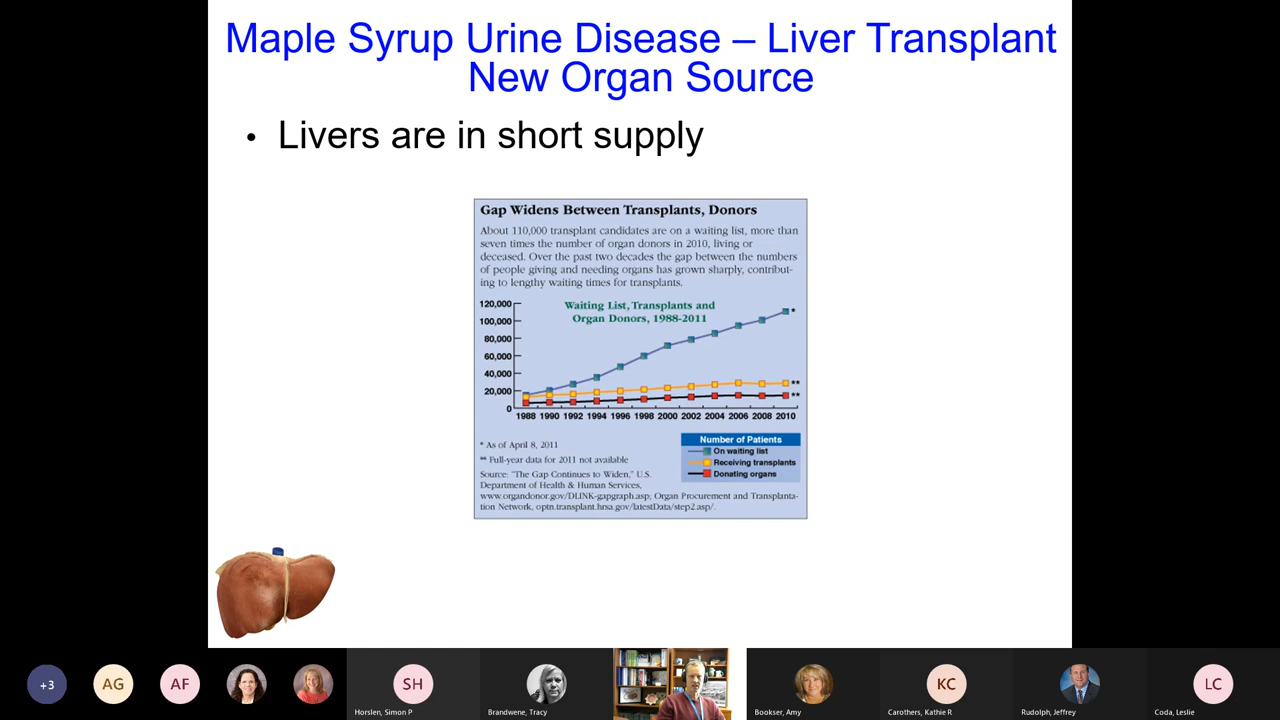 Maple Syrup Urine Disease – Liver Transplant
New Organ Source
• Livers are in short supply
Gap Widens Between Transplants, Donors
About 110,000 transplant candidates are on a waiting list, more than
seven times the number of organ donors in 2010, living or
deceased. Over the past two decades the gap between the numbers
of people giving and needing organs has grown sharply, contribut-
ing to lengthy waiting times for transplants.
Waiting List, Transplants and
Organ Donors, 1988-2011
120,000
100,000
80,000
60,000
40,000
20,000
0
*
**
**
1988 1990 1992 1994 1996 1998 2000 2002 2004 2006 2008 2010
* As of April 8, 2011
** Full-year data for 2011 not available
Source: "The Gap Continues to Widen," U.S.
Department of Health & Human Services,
www.organdonor.gov/DLINK-gapgraph.asp, Organ Procurement and Transplanta-
tion Network, optn.transplant.hrsa.gov/latestData/step2.asp/.
Number of Patients
On waiting list
Receiving transplants
Donating organs
+3
AG
AF
SH
KC
LC
Horslen, Simon P
Brandwene, Tracy
Bookser, Amy
Carothers, Kathie R
Rudolph, Jeffrey
Coda, Leslie